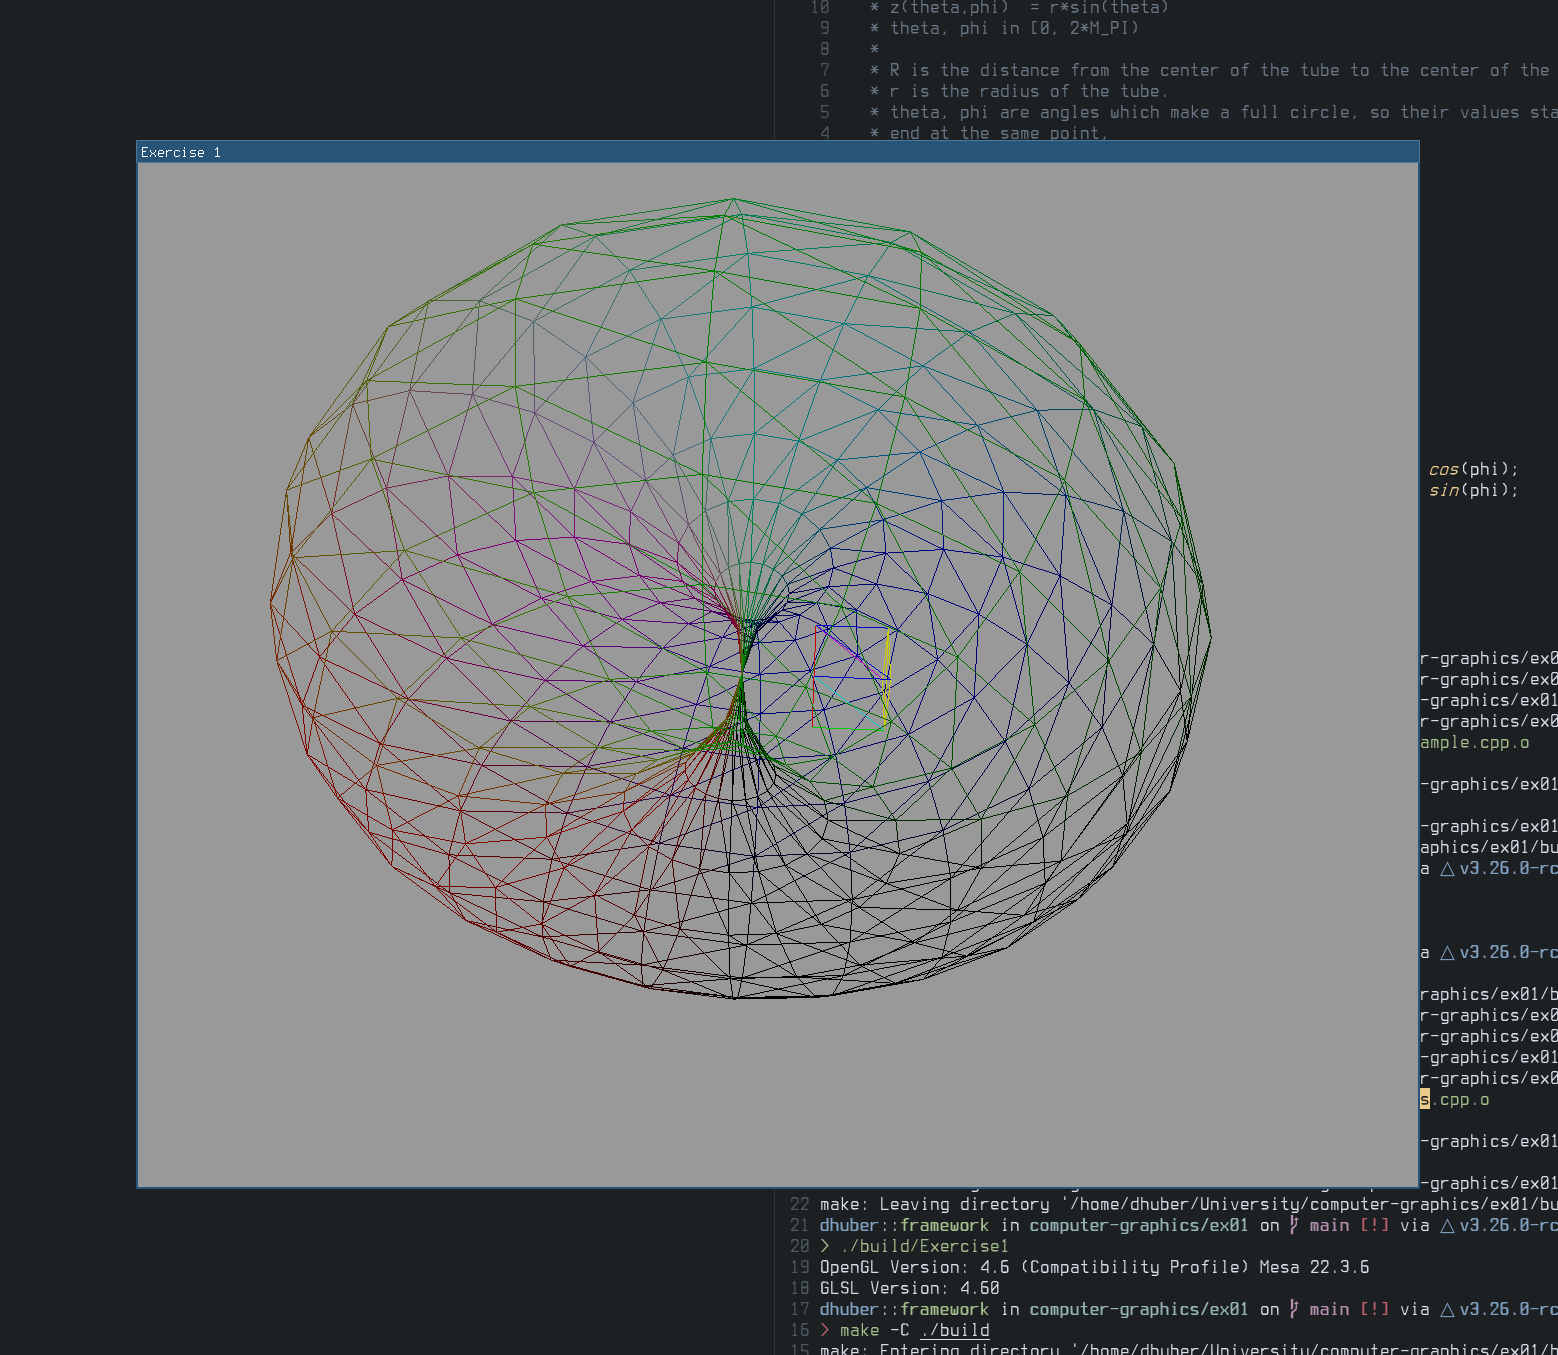 10 * z(theta,phi) = r*sin(theta)
9 * theta, phi in [0, 2*M_PI)
8 *
7 * R is the distance from the center of the tube to the center of the
6 * r is the radius of the tube.
5 * theta, phi are angles which make a full circle, so their values sta
4 * end at the same point,
Exercise 1
cos(phi);
sin(phi);
r-graphics/ex0
r-graphics/ex0
-graphics/ex01
r-graphics/ex0
ample.cpp.o
-graphics/ex01
-graphics/ex01
aphics/ex01/bu
a △ v3.26.0-rc
a △ v3.26.0-rc
raphics/ex01/b
r-graphics/ex0
r-graphics/ex0
-graphics/ex01
r-graphics/ex0
s.cpp.o
-graphics/ex01
-graphics/ex01
22 make: Leaving directory '/home/dhuber/University/computer-graphics/ex01/bu
21 dhuber::framework in computer-graphics/ex01 on main [!] via △ v3.26.0-rc
20 > ./build/Exercise1
19 OpenGL Version: 4.6 (Compatibility Profile) Mesa 22.3.6
18 GLSL Version: 4.60
17 dhuber::framework in computer-graphics/ex01 on main [!] via △ v3.26.0-rc
16 > make -C ./build
15 make: Entering directory '/home/dhuber/University/computer-graphics/ex01/b